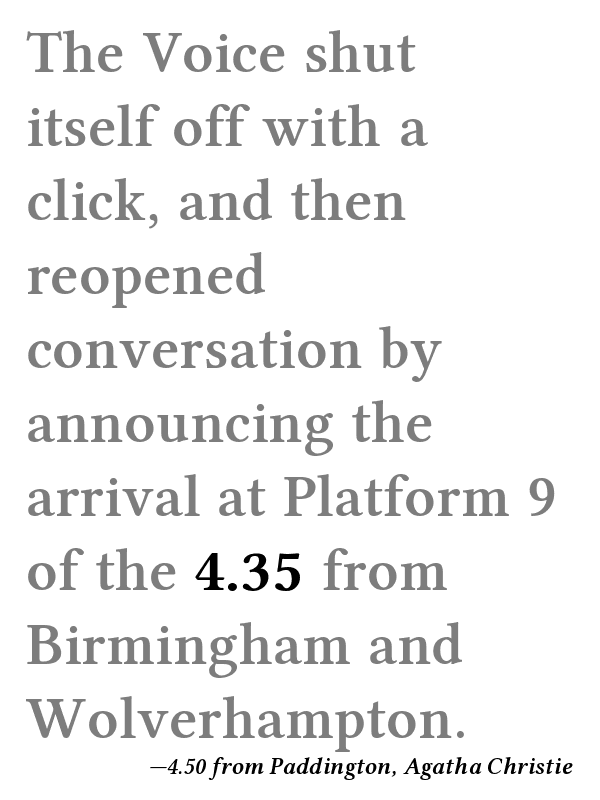 The Voice shut
itself off with a
click, and then
reopened
conversation by
announcing the
arrival at Platform 9
of the 4.35 from
Birmingham and
Wolverhampton.
—4.50 from Paddington, Agatha Christie